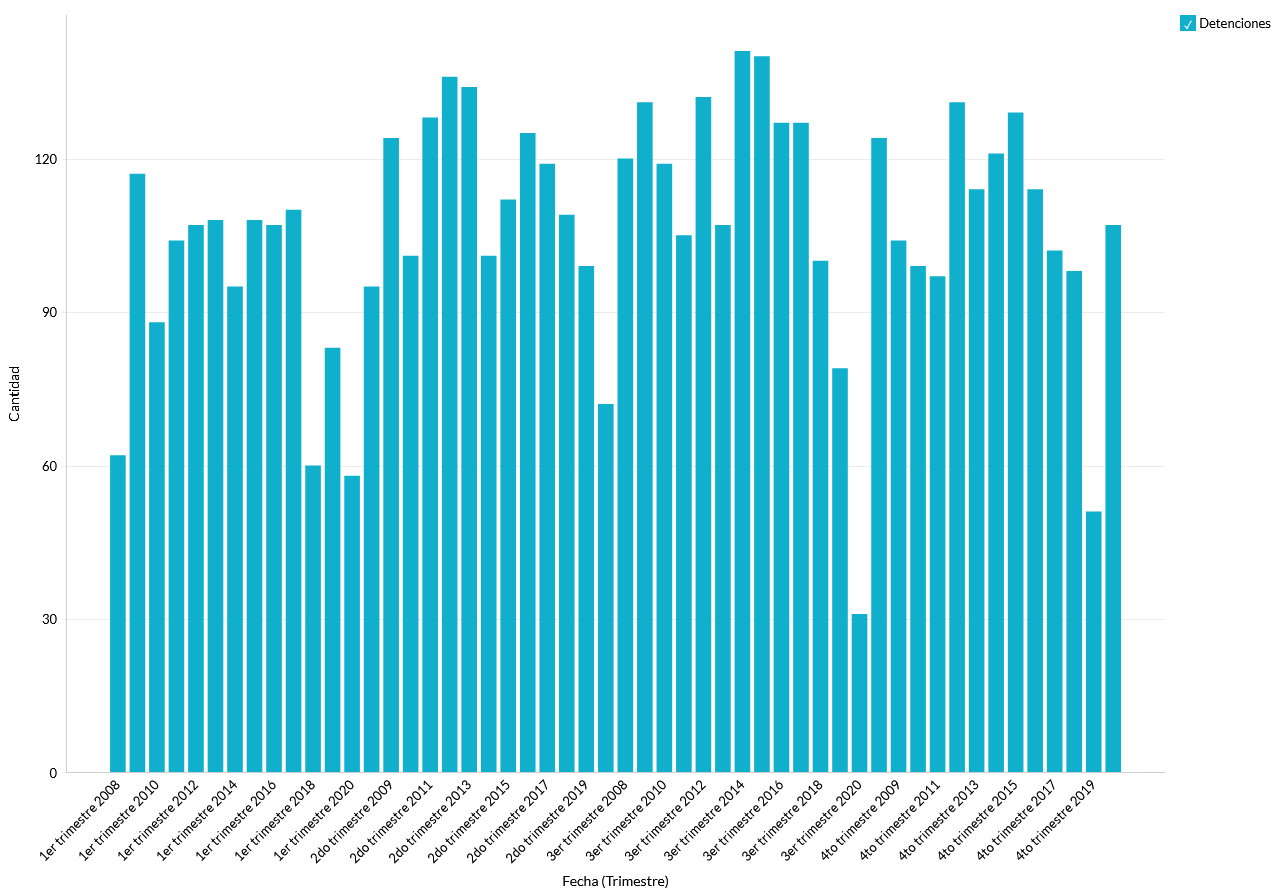 Detenciones
120
90
60
30
0
Cantidad
1er trimestre 2008
1er trimestre 2010
1er trimestre 2012
1er trimestre 2014
1er trimestre 2016
1er trimestre 2018
1er trimestre 2020
2do trimestre 2009
2do trimestre 2011
2do trimestre 2013
2do trimestre 2015
2do trimestre 2017
2do trimestre 2019
3er trimestre 2008
3er trimestre 2010
3er trimestre 2012
3er trimestre 2014
3er trimestre 2016
3er trimestre 2018
3er trimestre 2020
4to trimestre 2009
4to trimestre 2011
4to trimestre 2013
4to trimestre 2015
4to trimestre 2017
4to trimestre 2019
Fecha (Trimestre)